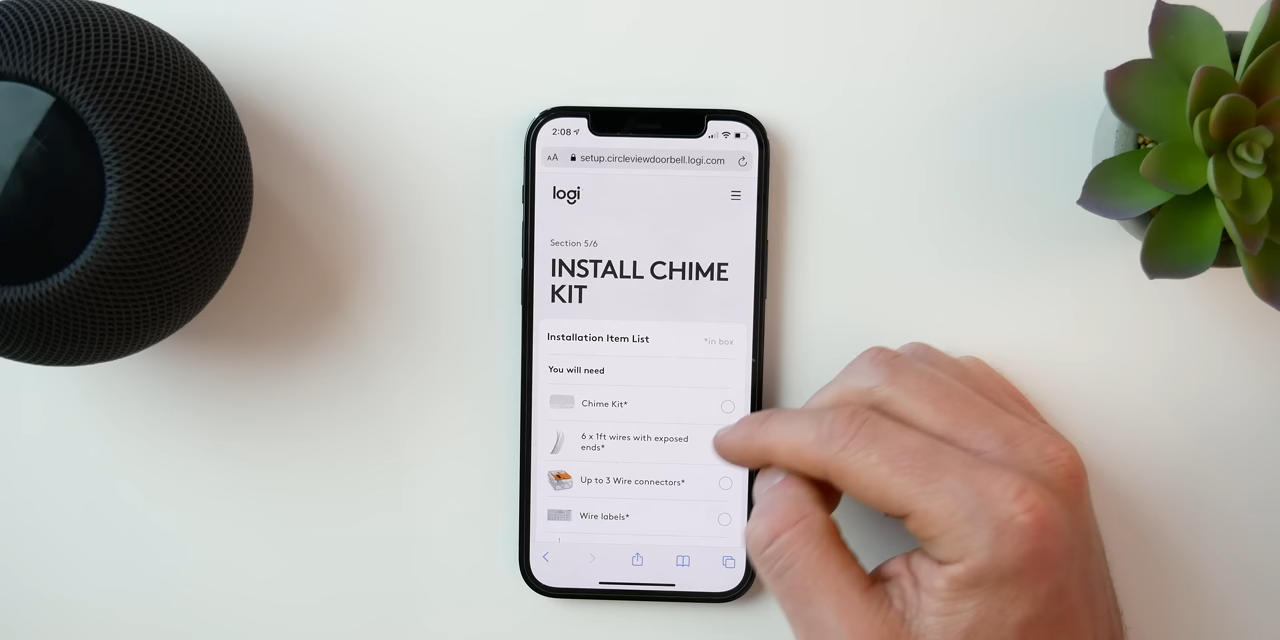 2:08
AA setup.circleviewdoorbell.logi.com
logi
Section 5/6
INSTALL CHIME
KIT
Installation Item List *in box
You will need
Chime Kit*
6 x 1ft wires with exposed
ends*
Up to 3 Wire connectors*
Wire labels*